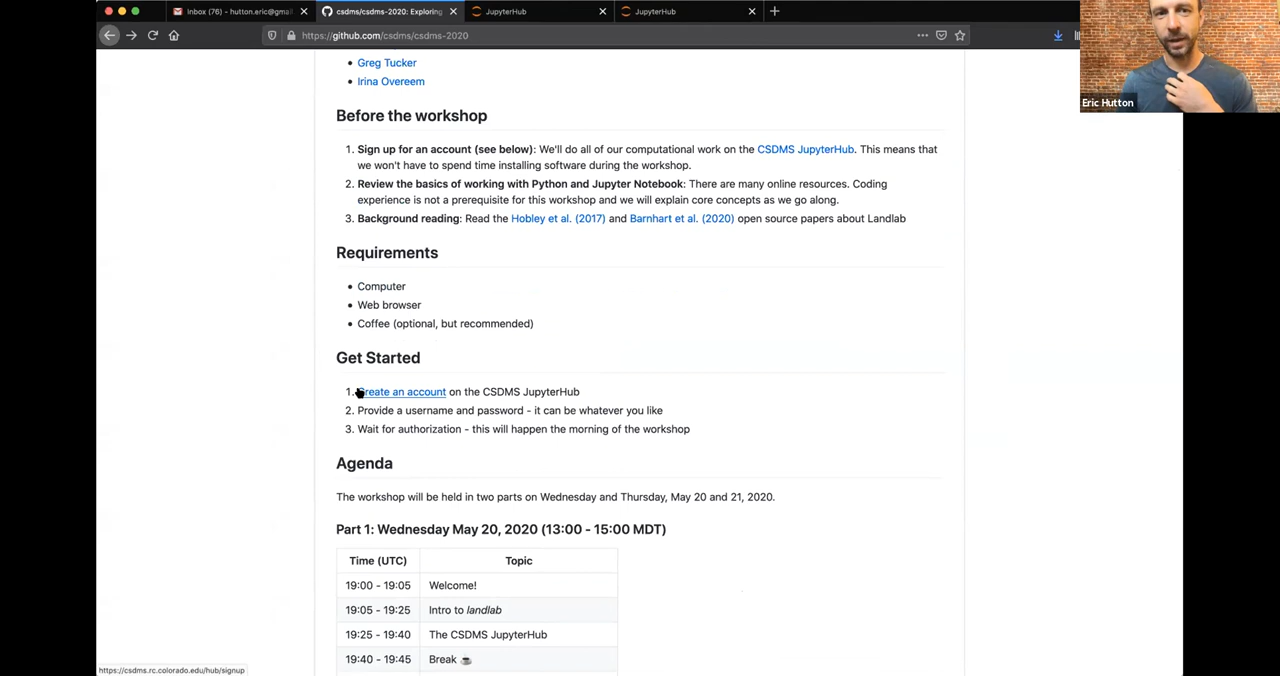 Inbox (76) - hutton.eric@gmai
csdms/csdms-2020: Exploring
JupyterHub
JupyterHub
https://github.com/csdms/csdms-2020
Eric Hutton
Greg Tucker
Irina Overeem
Before the workshop
1. Sign up for an account (see below): We'll do all of our computational work on the CSDMS JupyterHub. This means that
we won't have to spend time installing software during the workshop.
2. Review the basics of working with Python and Jupyter Notebook: There are many online resources. Coding
experience is not a prerequisite for this workshop and we will explain core concepts as we go along.
3. Background reading: Read the Hobley et al. (2017) and Barnhart et al. (2020) open source papers about Landlab
Requirements
Computer
Web browser
Coffee (optional, but recommended)
Get Started
1. Create an account on the CSDMS JupyterHub
2. Provide a username and password - it can be whatever you like
3. Wait for authorization - this will happen the morning of the workshop
Agenda
The workshop will be held in two parts on Wednesday and Thursday, May 20 and 21, 2020.
Part 1: Wednesday May 20, 2020 (13:00 - 15:00 MDT)
Time (UTC) Topic
19:00 - 19:05 Welcome!
19:05 - 19:25 Intro to landlab
19:25 - 19:40 The CSDMS JupyterHub
19:40 - 19:45 Break ☕
https://csdms.rc.colorado.edu/hub/signup